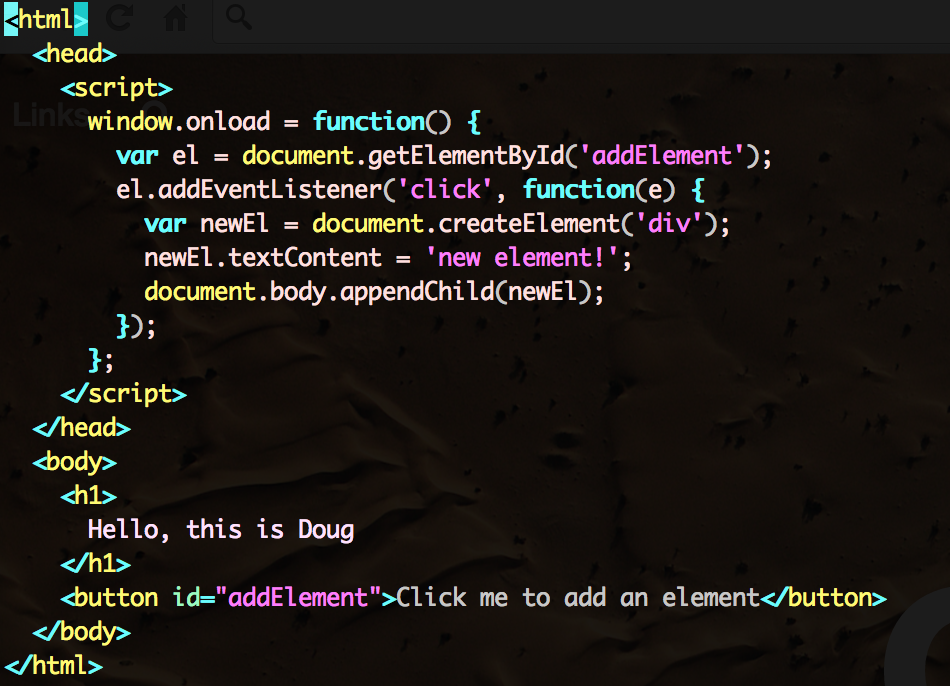 <html>
  <head>
    <script>
Links
      window.onload = function() {
        var el = document.getElementById('addElement');
        el.addEventListener('click', function(e) {
          var newEl = document.createElement('div');
          newEl.textContent = 'new element!';
          document.body.appendChild(newEl);
        });
      };
    </script>
  </head>
  <body>
    <h1>
      Hello, this is Doug
    </h1>
    <button id="addElement">Click me to add an element</button>
  </body>
</html>